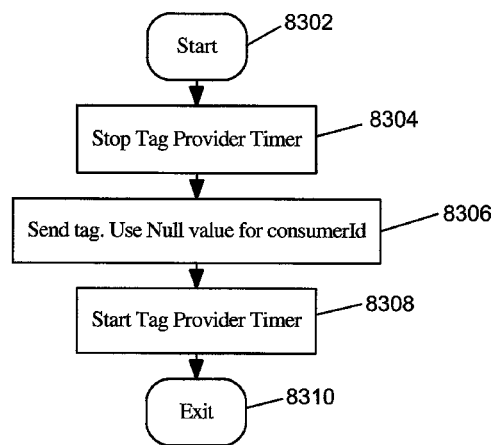 Start
8302
Stop Tag Provider Timer
8304
Send tag. Use Null value for consumerId
8306
Start Tag Provider Timer
8308
Exit
8310